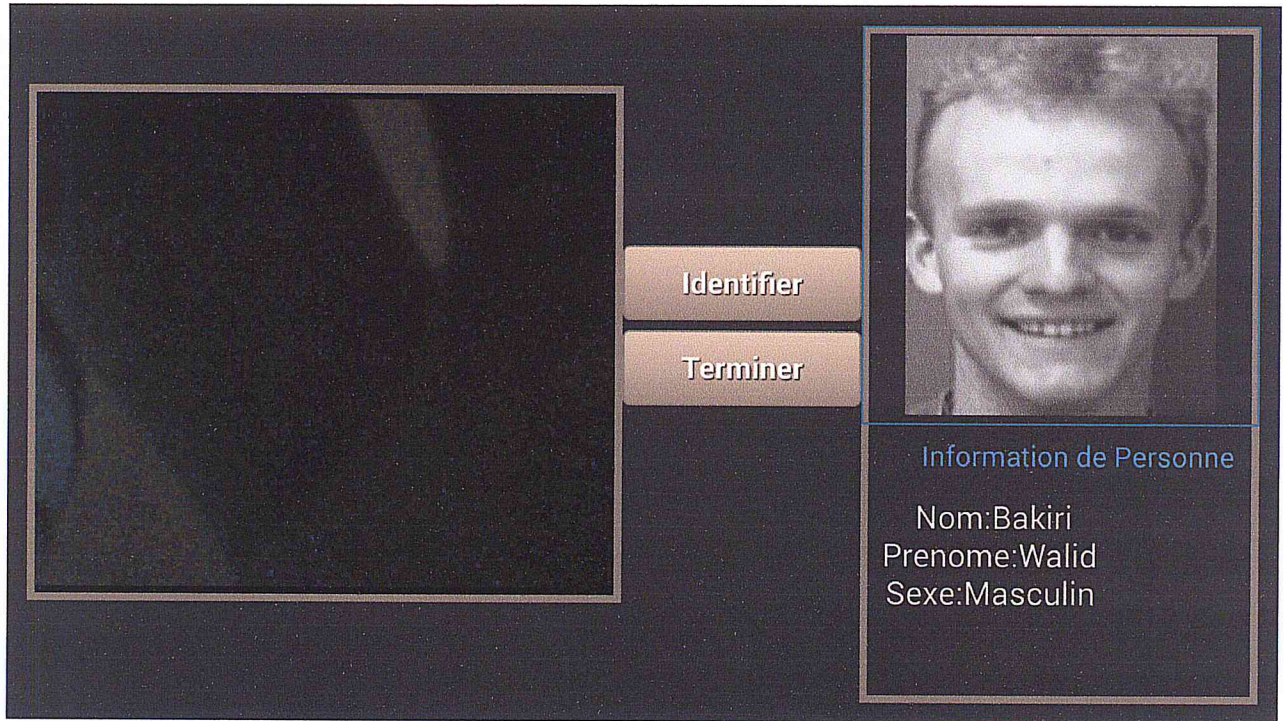 Identifier
Terminer
Information de Personne
Nom:Bakiri
Prenome:Walid
Sexe:Masculin